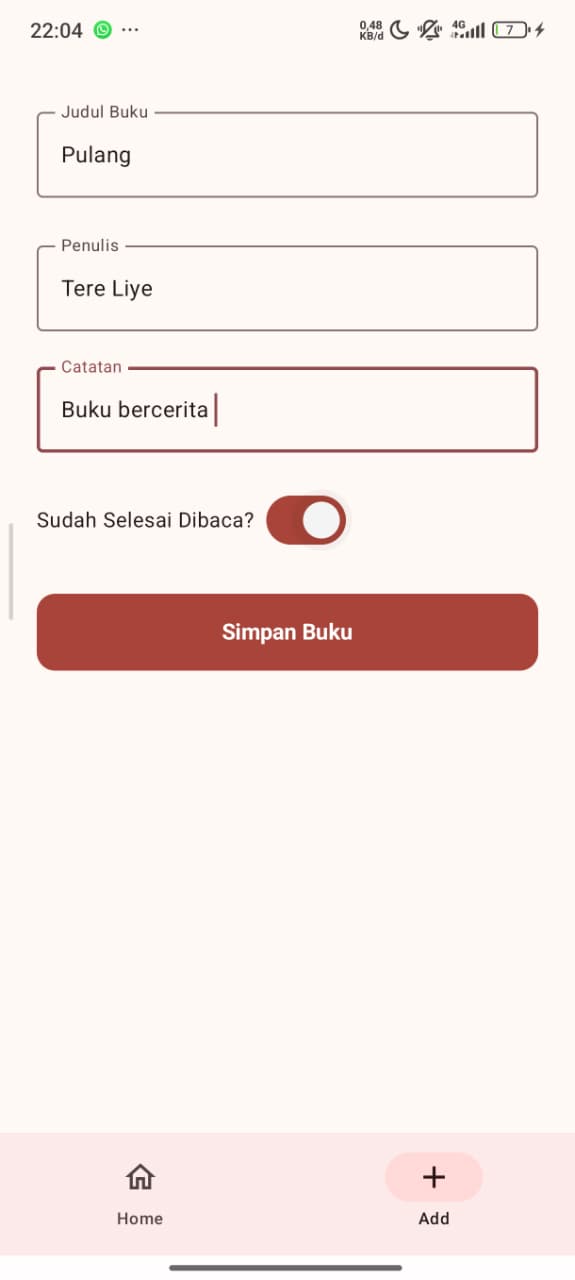 22:04
0,48
KB/d
4G
7
Judul Buku
Pulang
Penulis
Tere Liye
Catatan
Buku bercerita
Sudah Selesai Dibaca?
Simpan Buku
Home
Add